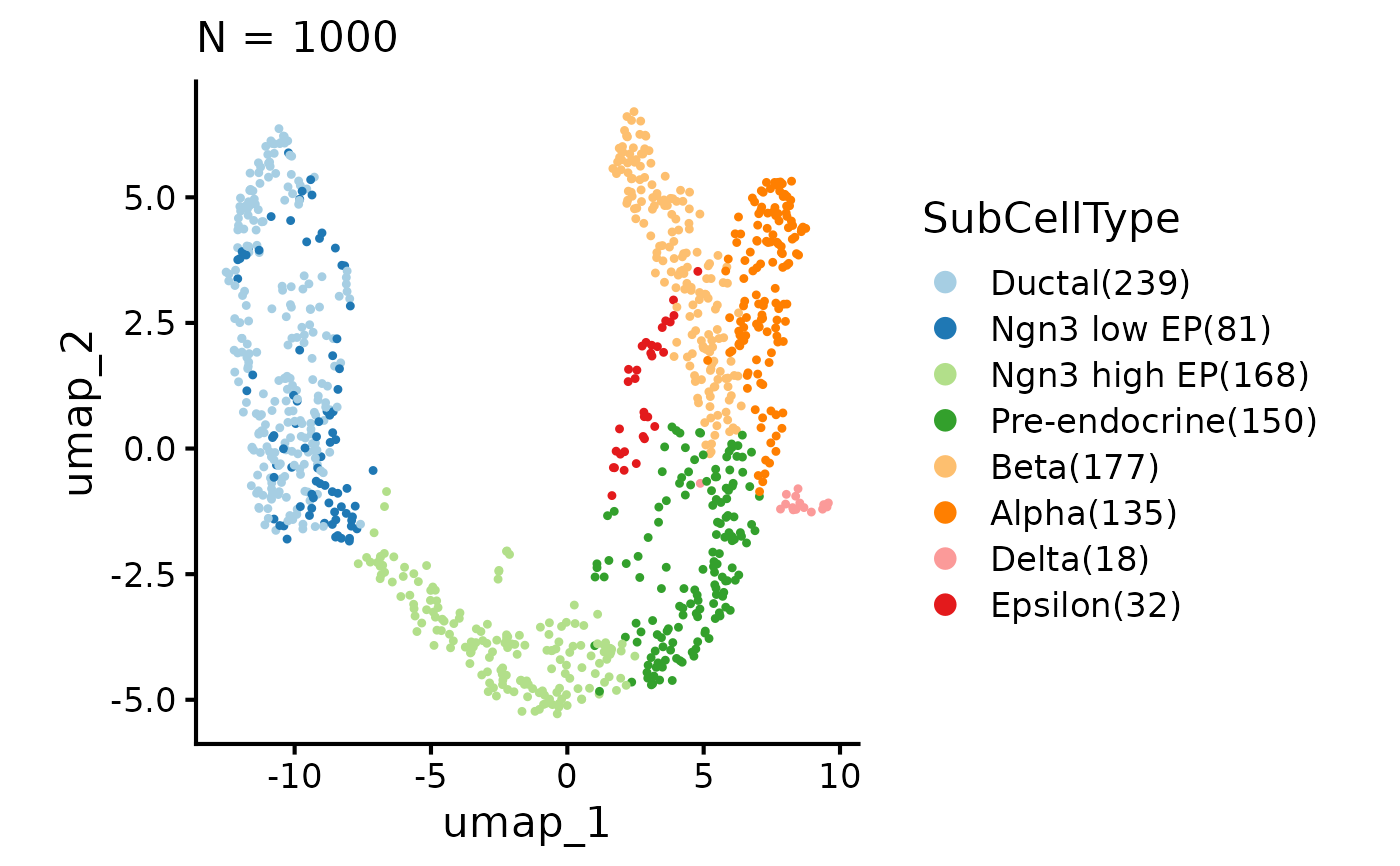 N = 1000
umap_2
5.0
2.5
0.0
-2.5
-5.0
-10
-5
0
5
10
umap_1
SubCellType
Ductal(239)
Ngn3 low EP(81)
Ngn3 high EP(168)
Pre-endocrine(150)
Beta(177)
Alpha(135)
Delta(18)
Epsilon(32)